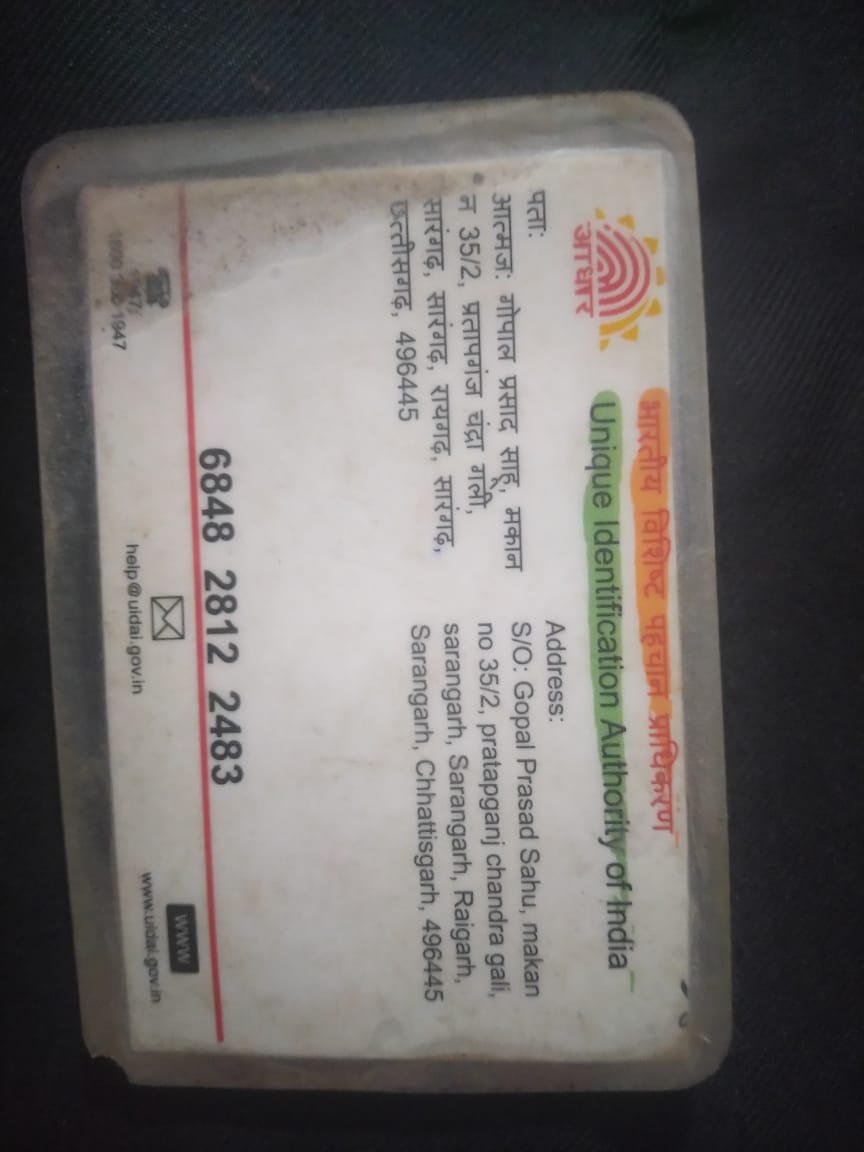 भारतीय विशिष्ट पहचान प्राधिकरण
Unique Identification Authority of India
आधार
पता:
आत्मज: गोपाल प्रसाद साहू, मकान
न 35/2, प्रतापगंज चंद्रा गली,
सारंगढ़, सारंगढ़, रायगढ़, सारंगढ़,
छत्तीसगढ़, 496445
Address:
S/O: Gopal Prasad Sahu, makan
no 35/2, pratapganj chandra gali,
sarangarh, Sarangarh, Raigarh,
Sarangarh, Chhattisgarh, 496445
6848 2812 2483
1947
help@uidai.gov.in
www
www.uidai.gov.in